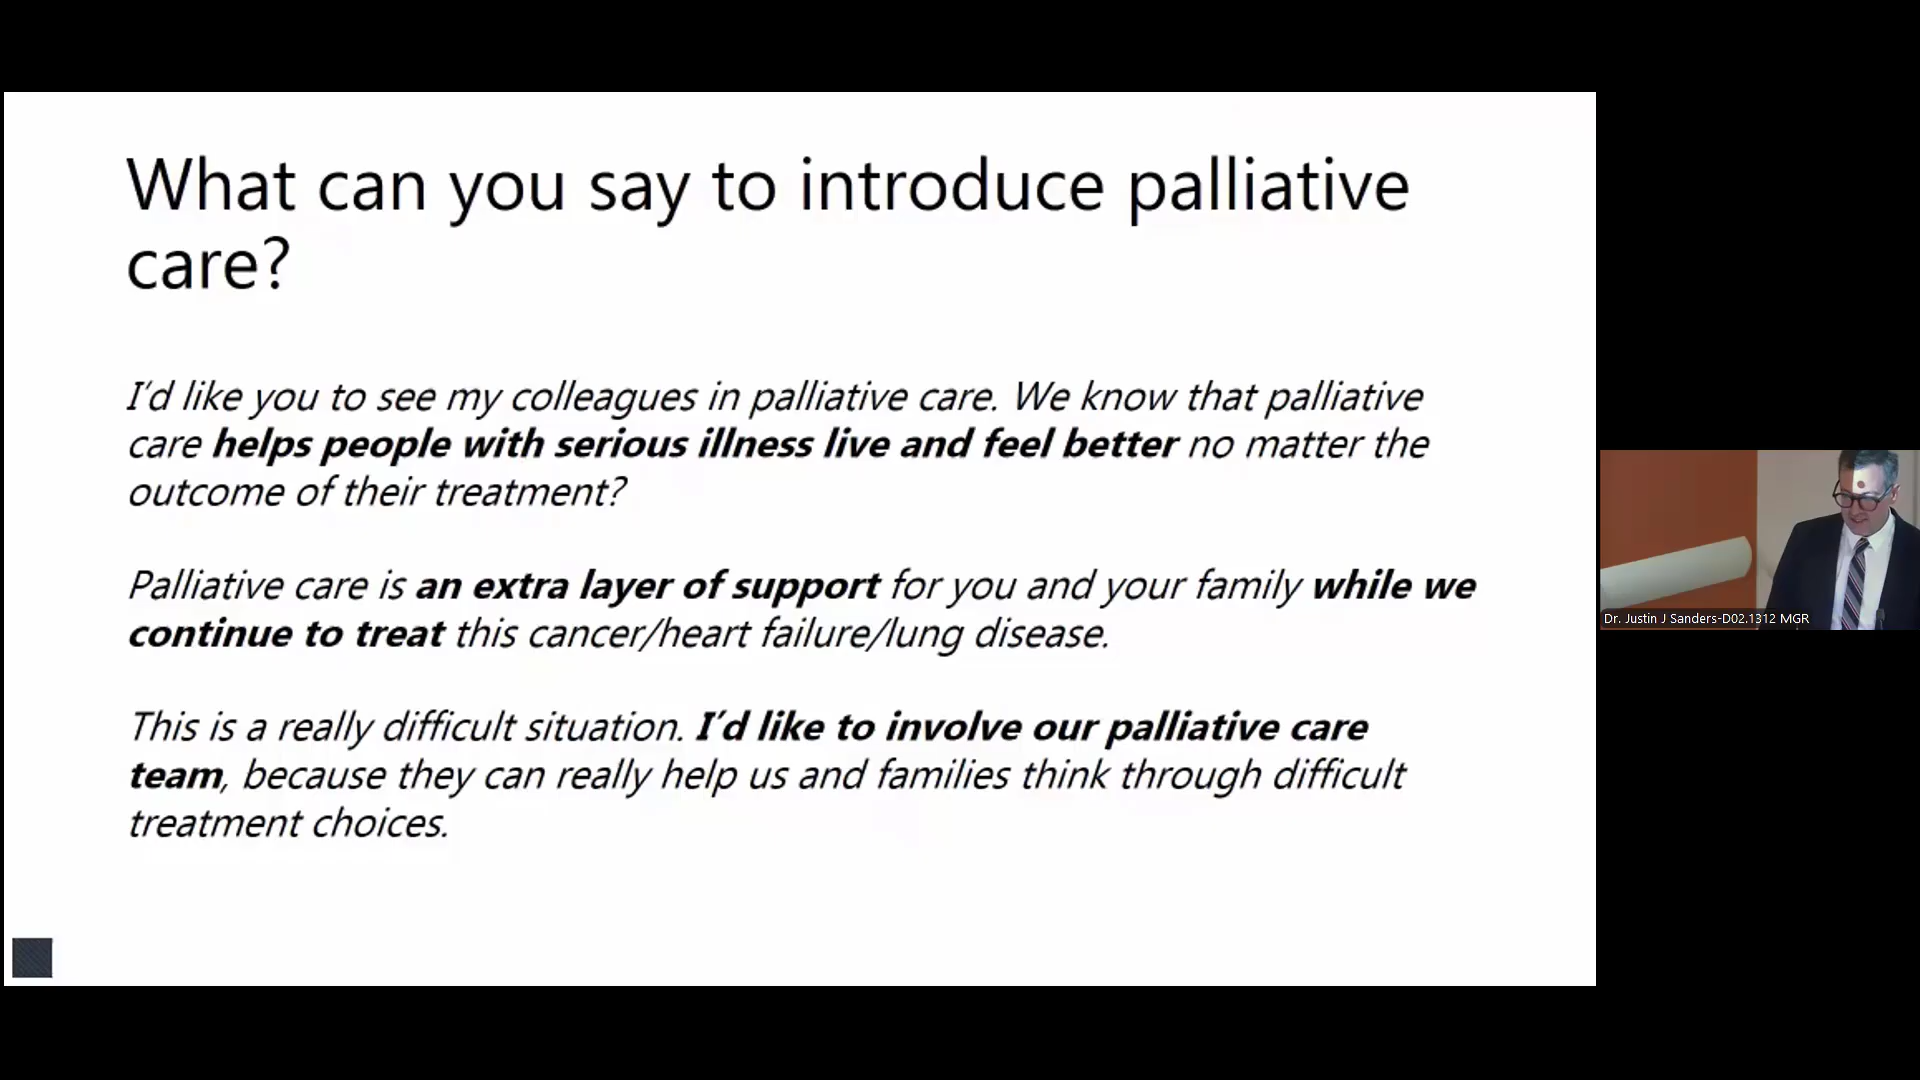 What can you say to introduce palliative
care?
I'd like you to see my colleagues in palliative care. We know that palliative
care helps people with serious illness live and feel better no matter the
outcome of their treatment?
Palliative care is an extra layer of support for you and your family while we
continue to treat this cancer/heart failure/lung disease.
This is a really difficult situation. I'd like to involve our palliative care
team, because they can really help us and families think through difficult
treatment choices.
Dr. Justin J Sanders-D02.1312 MGR